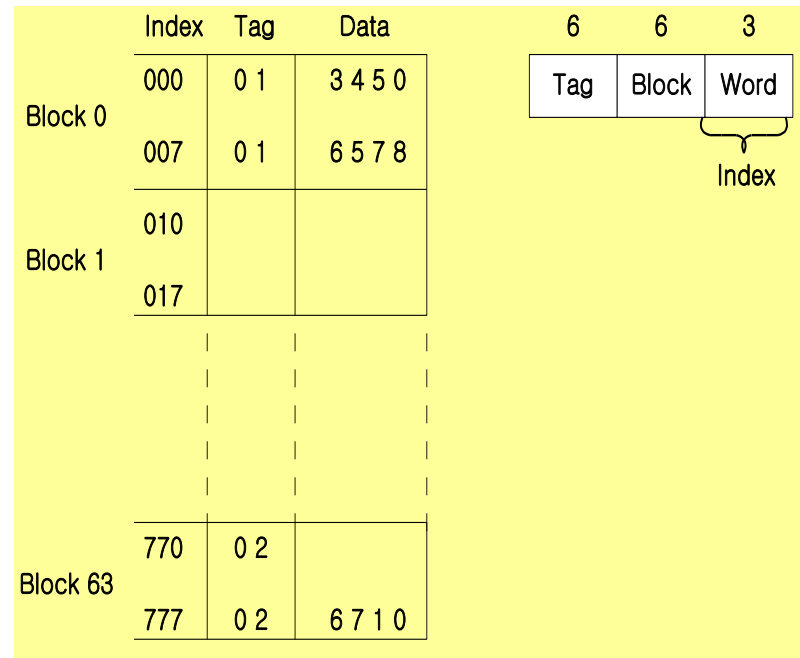 Index Tag Data
Block 0
000 0 1 3 4 5 0
007 0 1 6 5 7 8
Block 1
010
017
Block 63
770 0 2
777 0 2 6 7 1 0
6 6 3
Tag Block Word
Index